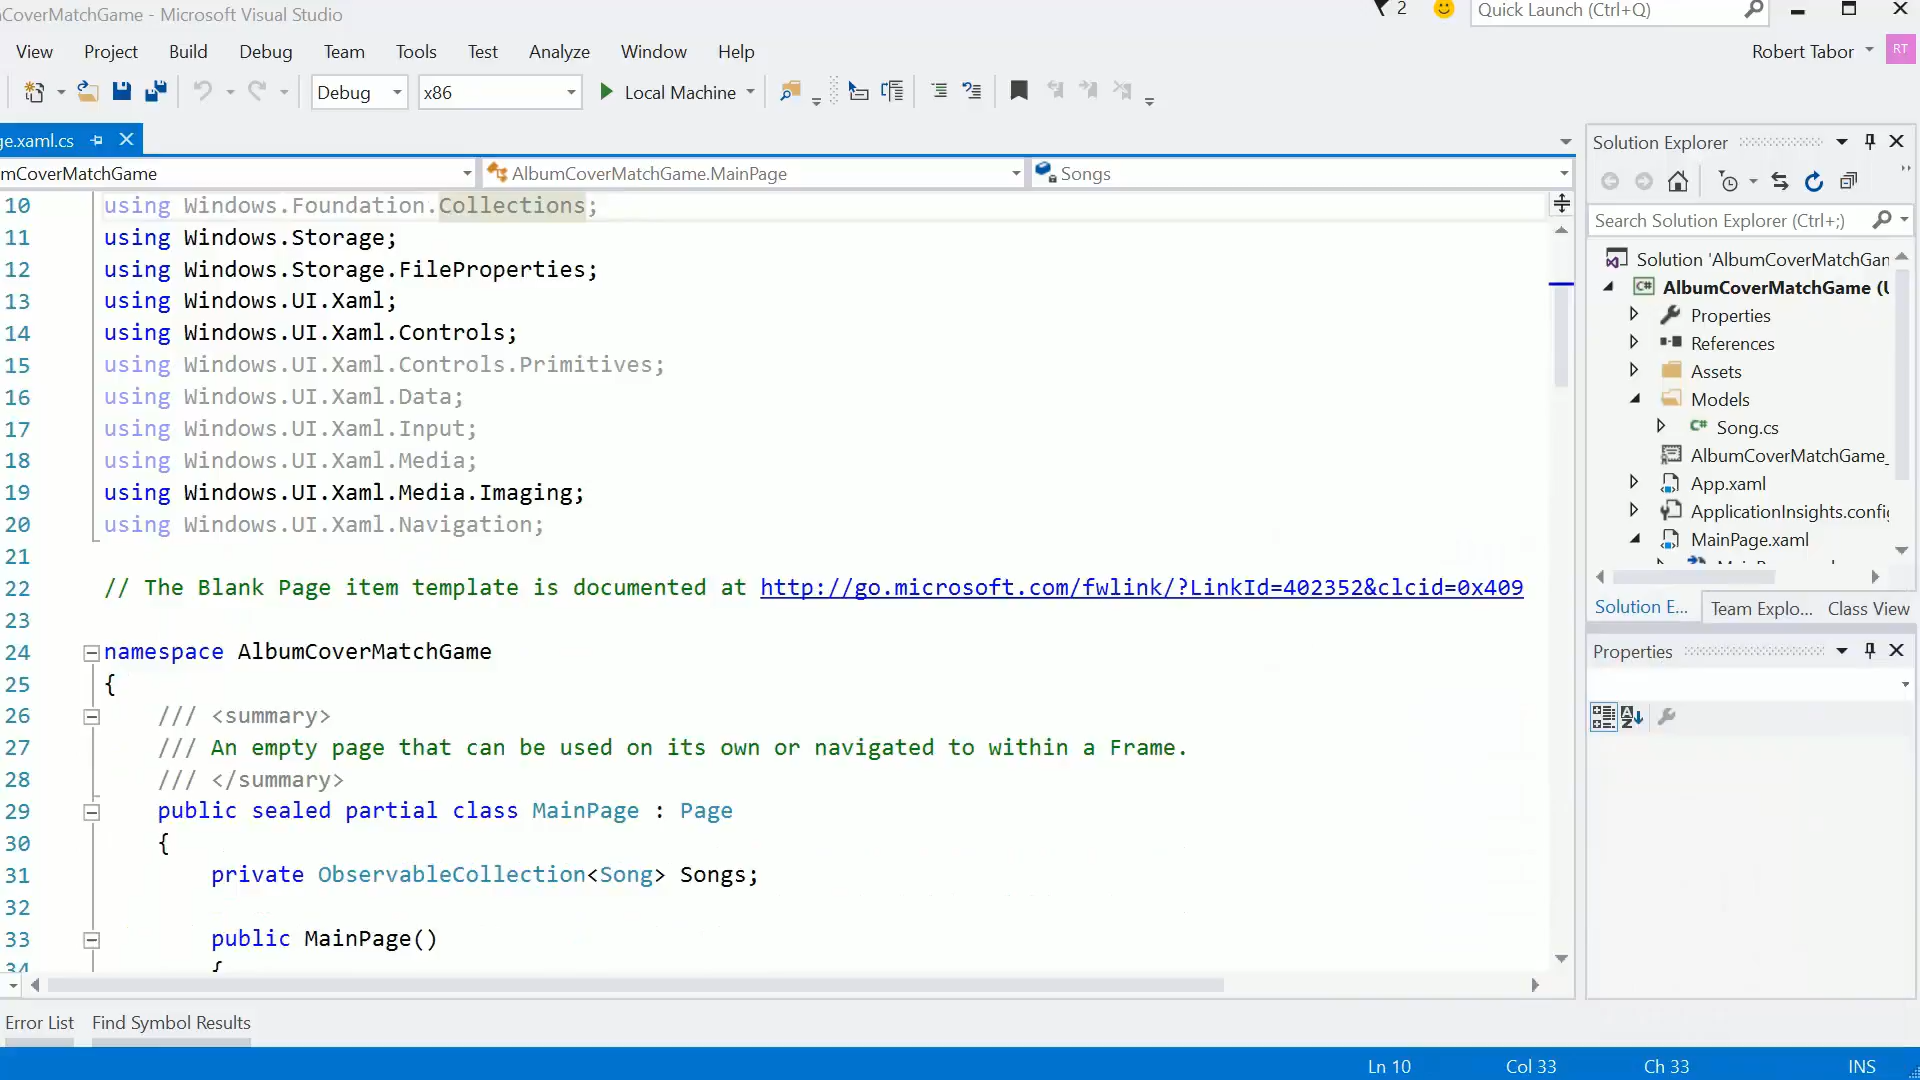 CoverMatchGame - Microsoft Visual Studio
2
Quick Launch (Ctrl+Q)
View Project Build Debug Team Tools Test Analyze Window Help
Robert Tabor
RT
Debug
x86
Local Machine
ge.xaml.cs
mCoverMatchGame
AlbumCoverMatchGame.MainPage
Songs
10 using Windows.Foundation.Collections;
11 using Windows.Storage;
12 using Windows.Storage.FileProperties;
13 using Windows.UI.Xaml;
14 using Windows.UI.Xaml.Controls;
15 using Windows.UI.Xaml.Controls.Primitives;
16 using Windows.UI.Xaml.Data;
17 using Windows.UI.Xaml.Input;
18 using Windows.UI.Xaml.Media;
19 using Windows.UI.Xaml.Media.Imaging;
20 using Windows.UI.Xaml.Navigation;
21
22 // The Blank Page item template is documented at http://go.microsoft.com/fwlink/?LinkId=402352&clcid=0x409
23
24 namespace AlbumCoverMatchGame
25 {
26 /// <summary>
27 /// An empty page that can be used on its own or navigated to within a Frame.
28 /// </summary>
29 public sealed partial class MainPage : Page
30 {
31 private ObservableCollection<Song> Songs;
32
33 public MainPage()
34 {
Solution Explorer
Search Solution Explorer (Ctrl+;)
Solution 'AlbumCoverMatchGan
AlbumCoverMatchGame (U
Properties
References
Assets
Models
C# Song.cs
AlbumCoverMatchGame_
App.xaml
ApplicationInsights.config
MainPage.xaml
Solution E... Team Explo... Class View
Properties
Error List Find Symbol Results
Ln 10 Col 33 Ch 33 INS